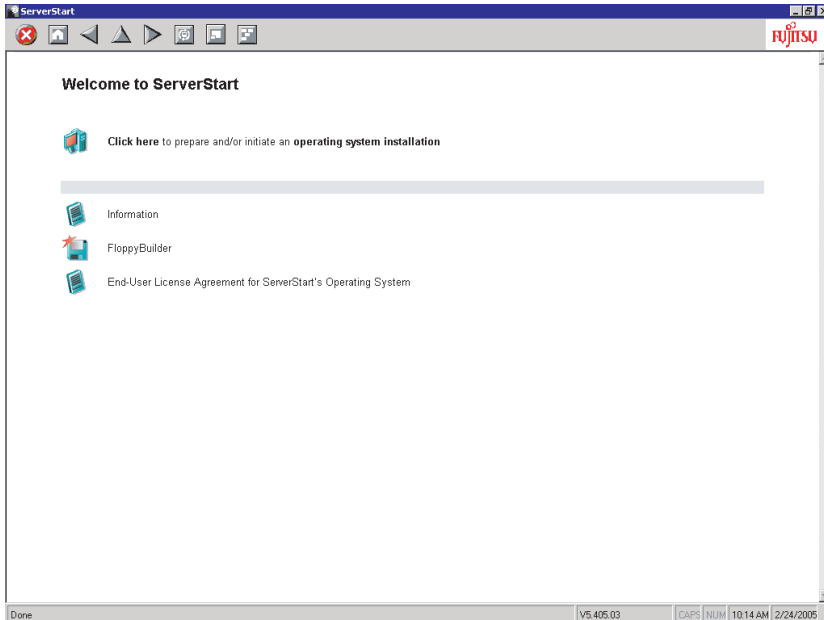 ServerStart
FUJITSU
Welcome to ServerStart
Click here to prepare and/or initiate an operating system installation
Information
FloppyBuilder
End-User License Agreement for ServerStart's Operating System
Done
V5.405.03
CAPS
NUM
10:14 AM
2/24/2005